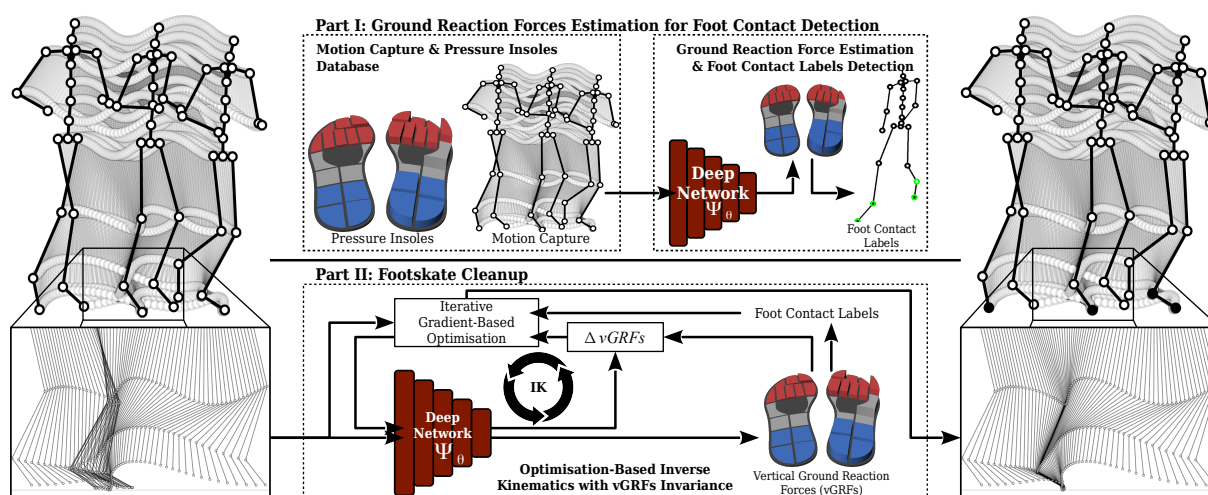 Part I: Ground Reaction Forces Estimation for Foot Contact Detection
Motion Capture & Pressure Insoles
Database
Pressure Insoles
Motion Capture
Ground Reaction Force Estimation
& Foot Contact Labels Detection
Deep
Network
Ψθ
Foot Contact
Labels
Part II: Footskate Cleanup
Iterative
Gradient-Based
Optimisation
Δ vGRFs
Foot Contact Labels
IK
Deep
Network
Ψθ
Optimisation-Based Inverse
Kinematics with vGRFs Invariance
Vertical Ground Reaction
Forces (vGRFs)